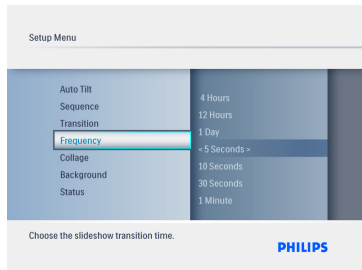 Setup Menu
Auto Tilt
Sequence
Transition
Frequency
Collage
Background
Status
4 Hours
12 Hours
1 Day
< 5 Seconds >
10 Seconds
30 Seconds
1 Minute
Choose the slideshow transition time.
PHILIPS